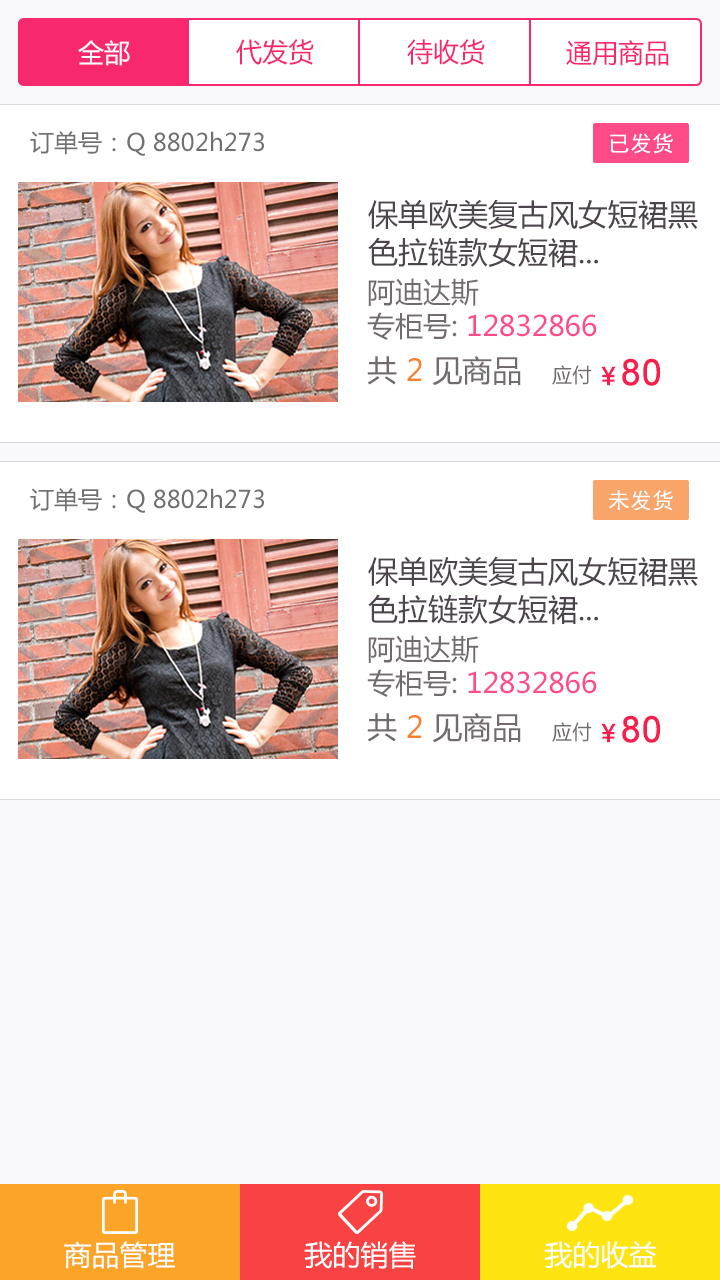 全部 代发货 待收货 通用商品
订单号：Q 8802h273 已发货
保单欧美复古风女短裙黑
色拉链款女短裙...
阿迪达斯
专柜号: 12832866
共 2 见商品 应付 ¥80
订单号：Q 8802h273 未发货
保单欧美复古风女短裙黑
色拉链款女短裙...
阿迪达斯
专柜号: 12832866
共 2 见商品 应付 ¥80
商品管理 我的销售 我的收益